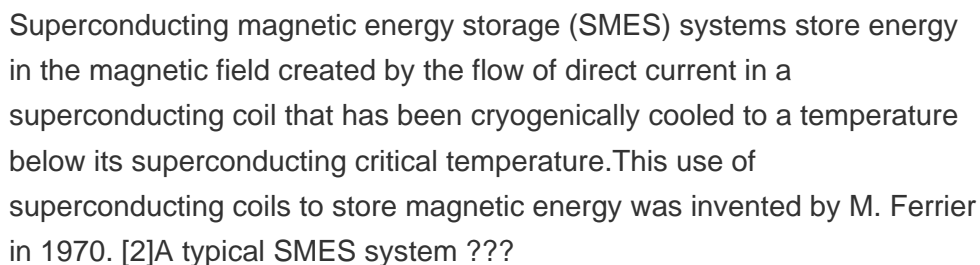 Superconducting magnetic energy storage (SMES) systems store energy
in the magnetic field created by the flow of direct current in a
superconducting coil that has been cryogenically cooled to a temperature
below its superconducting critical temperature.This use of
superconducting coils to store magnetic energy was invented by M. Ferrier
in 1970. [2]A typical SMES system ???